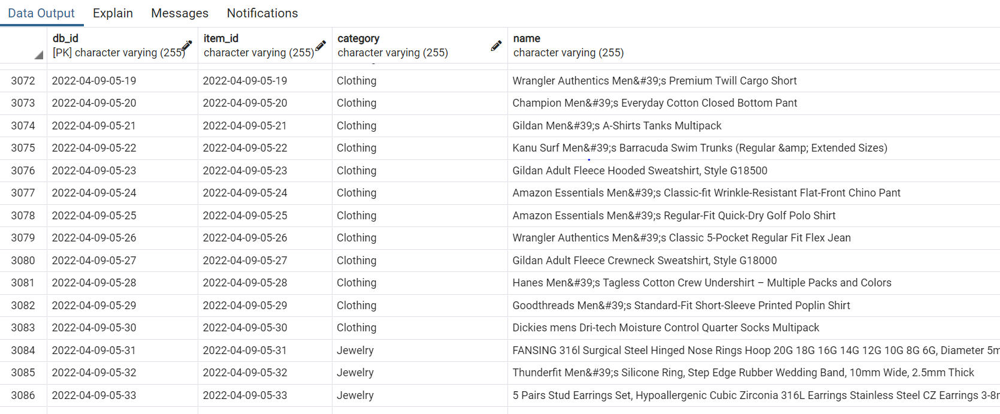 Data Output Explain Messages Notifications
db_id item_id category name
[PK] character varying (255) character varying (255) character varying (255) character varying (255)
3072 2022-04-09-05-19 2022-04-09-05-19 Clothing Wrangler Authentics Men&#39;s Premium Twill Cargo Short
3073 2022-04-09-05-20 2022-04-09-05-20 Clothing Champion Men&#39;s Everyday Cotton Closed Bottom Pant
3074 2022-04-09-05-21 2022-04-09-05-21 Clothing Gildan Men&#39;s A-Shirts Tanks Multipack
3075 2022-04-09-05-22 2022-04-09-05-22 Clothing Kanu Surf Men&#39;s Barracuda Swim Trunks (Regular &amp; Extended Sizes)
3076 2022-04-09-05-23 2022-04-09-05-23 Clothing Gildan Adult Fleece Hooded Sweatshirt, Style G18500
3077 2022-04-09-05-24 2022-04-09-05-24 Clothing Amazon Essentials Men&#39;s Classic-fit Wrinkle-Resistant Flat-Front Chino Pant
3078 2022-04-09-05-25 2022-04-09-05-25 Clothing Amazon Essentials Men&#39;s Regular-Fit Quick-Dry Golf Polo Shirt
3079 2022-04-09-05-26 2022-04-09-05-26 Clothing Wrangler Authentics Men&#39;s Classic 5-Pocket Regular Fit Flex Jean
3080 2022-04-09-05-27 2022-04-09-05-27 Clothing Gildan Adult Fleece Crewneck Sweatshirt, Style G18000
3081 2022-04-09-05-28 2022-04-09-05-28 Clothing Hanes Men&#39;s Tagless Cotton Crew Undershirt – Multiple Packs and Colors
3082 2022-04-09-05-29 2022-04-09-05-29 Clothing Goodthreads Men&#39;s Standard-Fit Short-Sleeve Printed Poplin Shirt
3083 2022-04-09-05-30 2022-04-09-05-30 Clothing Dickies mens Dri-tech Moisture Control Quarter Socks Multipack
3084 2022-04-09-05-31 2022-04-09-05-31 Jewelry FANSING 316l Surgical Steel Hinged Nose Rings Hoop 20G 18G 16G 14G 12G 10G 8G 6G, Diameter 5m
3085 2022-04-09-05-32 2022-04-09-05-32 Jewelry Thunderfit Men&#39;s Silicone Ring, Step Edge Rubber Wedding Band, 10mm Wide, 2.5mm Thick
3086 2022-04-09-05-33 2022-04-09-05-33 Jewelry 5 Pairs Stud Earrings Set, Hypoallergenic Cubic Zirconia 316L Earrings Stainless Steel CZ Earrings 3-8